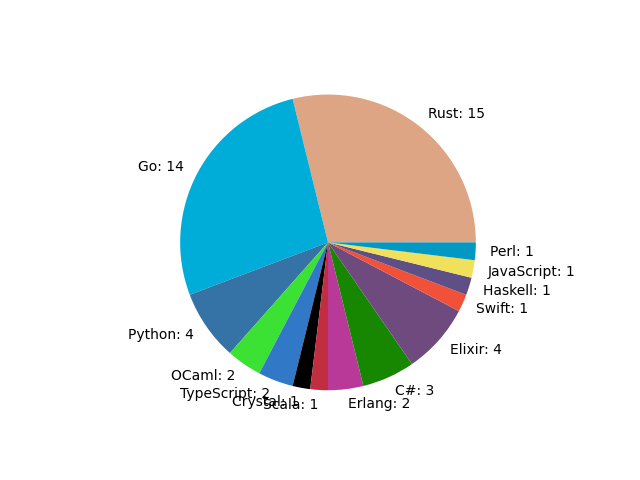 Rust: 15
Go: 14
Python: 4
OCaml: 2
TypeScript: 2
Crystal: 1
Scala: 1
Erlang: 2
C#: 3
Elixir: 4
Swift: 1
Haskell: 1
JavaScript: 1
Perl: 1